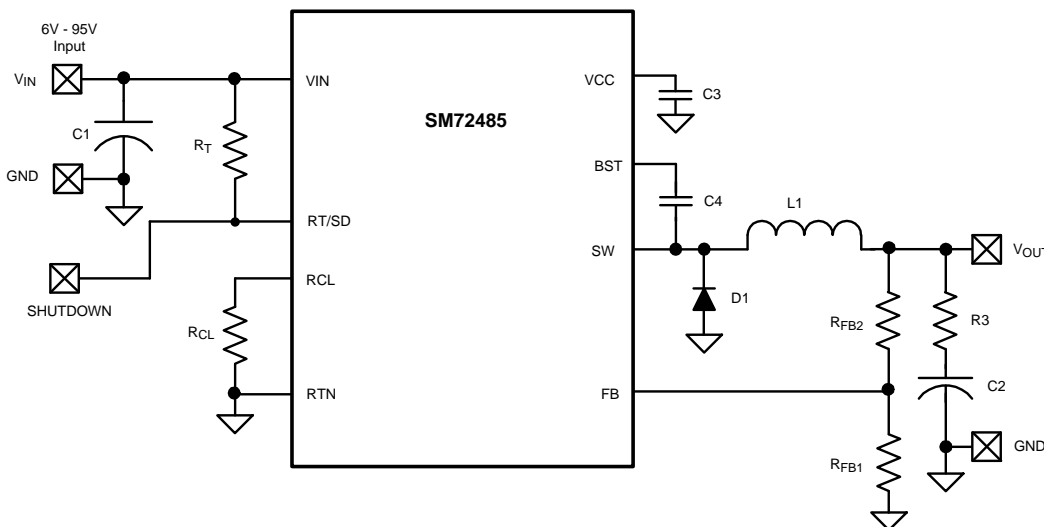 6V - 95V
Input
VIN
C1
RT
GND
SHUTDOWN
RCL
VIN
RT/SD
RCL
RTN
SM72485
VCC
BST
SW
FB
C3
C4
L1
D1
VOUT
RFB2
R3
C2
GND
RFB1